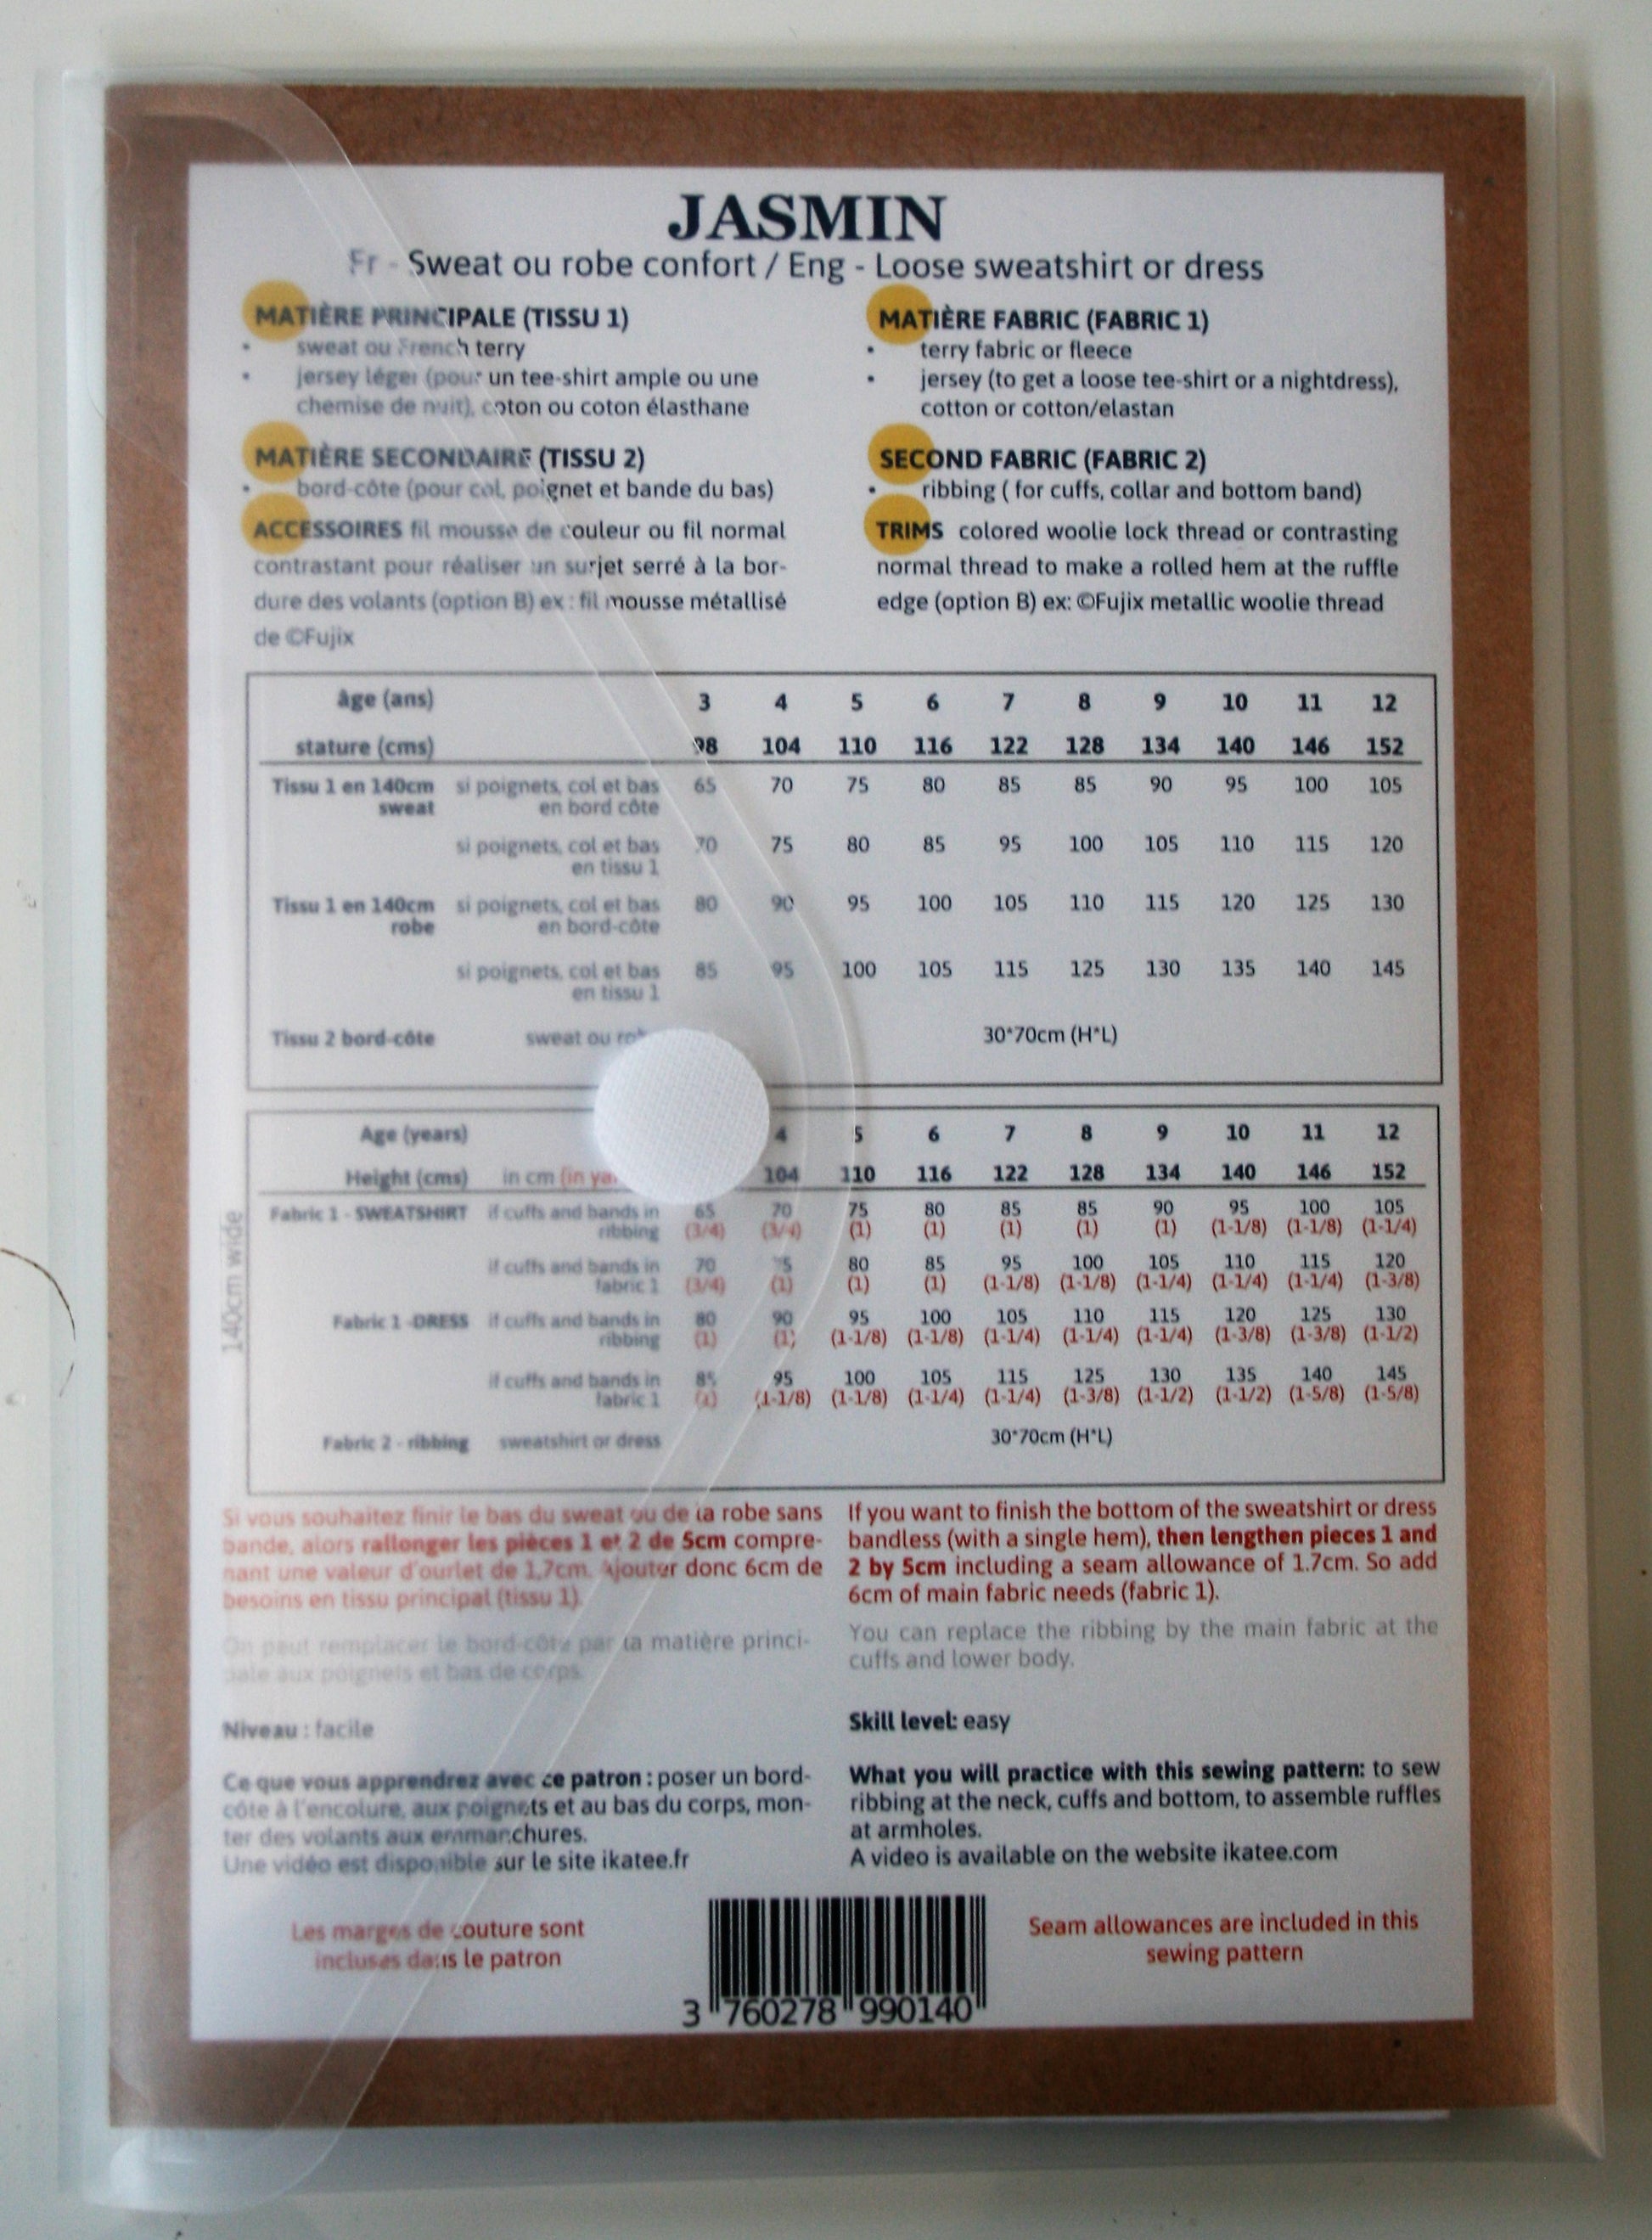 JASMIN
Fr - Sweat ou robe confort / Eng - Loose sweatshirt or dress
MATIÈRE PRINCIPALE (TISSU 1)
• sweat ou French terry
• jersey léger (pour un tee-shirt ample ou une
chemise de nuit), coton ou coton élasthane
MATIÈRE SECONDAIRE (TISSU 2)
• bord-côte (pour col, poignet et bande du bas)
ACCESSOIRES fil mousse de couleur ou fil normal
contrastant pour réaliser un surjet serré à la bor-
dure des volants (option B) ex : fil mousse métallisé
de ©Fujix
MATIÈRE FABRIC (FABRIC 1)
• terry fabric or fleece
• jersey (to get a loose tee-shirt or a nightdress),
cotton or cotton/elastan
SECOND FABRIC (FABRIC 2)
• ribbing ( for cuffs, collar and bottom band)
TRIMS colored woolie lock thread or contrasting
normal thread to make a rolled hem at the ruffle
edge (option B) ex: ©Fujix metallic woolie thread
âge (ans) 3 4 5 6 7 8 9 10 11 12
stature (cms) 98 104 110 116 122 128 134 140 146 152
Tissu 1 en 140cm si poignets, col et bas 65 70 75 80 85 85 90 95 100 105
sweat en bord côte
si poignets, col et bas 70 75 80 85 95 100 105 110 115 120
en tissu 1
Tissu 1 en 140cm si poignets, col et bas 80 90 95 100 105 110 115 120 125 130
robe en bord-côte
si poignets, col et bas 85 95 100 105 115 125 130 135 140 145
en tissu 1
Tissu 2 bord-côte sweat ou 30*70cm (H*L)
Age (years) 4 5 6 7 8 9 10 11 12
Height (cms) in cm (in 104 110 116 122 128 134 140 146 152
140cm wide
Fabric 1 - SWEATSHIRT if cuffs and bands in 65 70 75 80 85 85 90 95 100 105
ribbing (3/4) (3/4) (1) (1) (1) (1) (1) (1-1/8) (1-1/8) (1-1/4)
if cuffs and bands in 70 75 80 85 95 100 105 110 115 120
fabric 1 (3/4) (1) (1) (1) (1-1/8) (1-1/8) (1-1/4) (1-1/4) (1-1/4) (1-3/8)
Fabric 1 -DRESS if cuffs and bands in 80 90 95 100 105 110 115 120 125 130
ribbing (1) (1) (1-1/8) (1-1/8) (1-1/4) (1-1/4) (1-1/4) (1-3/8) (1-3/8) (1-1/2)
if cuffs and bands in 85 95 100 105 115 125 130 135 140 145
fabric 1 (1) (1-1/8) (1-1/8) (1-1/4) (1-1/4) (1-3/8) (1-1/2) (1-1/2) (1-5/8) (1-5/8)
Fabric 2 - ribbing sweatshirt or dress 30*70cm (H*L)
Si vous souhaitez finir le bas du sweat ou de la robe sans
bande, alors rallonger les pièces 1 et 2 de 5cm compre-
nant une valeur d'ourlet de 1,7cm. Ajouter donc 6cm de
besoins en tissu principal (tissu 1).
On peut remplacer le bord-côte par la matière princi-
pale aux poignets et bas de corps.
If you want to finish the bottom of the sweatshirt or dress
bandless (with a single hem), then lengthen pieces 1 and
2 by 5cm including a seam allowance of 1.7cm. So add
6cm of main fabric needs (fabric 1).
You can replace the ribbing by the main fabric at the
cuffs and lower body.
Niveau : facile
Ce que vous apprendrez avec ce patron : poser un bord-
côte à l'encolure, aux poignets et au bas du corps, mon-
ter des volants aux emmanchures.
Une vidéo est disponible sur le site ikatee.fr
Skill level: easy
What you will practice with this sewing pattern: to sew
ribbing at the neck, cuffs and bottom, to assemble ruffles
at armholes.
A video is available on the website ikatee.com
Les marges de couture sont
incluses dans le patron
3 760278 990140
Seam allowances are included in this
sewing pattern